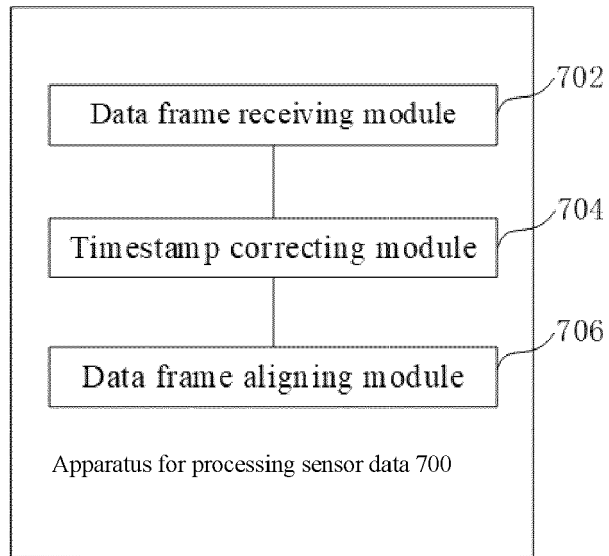 702
Data frame receiving module
704
Timestamp correcting module
706
Data frame aligning module
Apparatus for processing sensor data 700